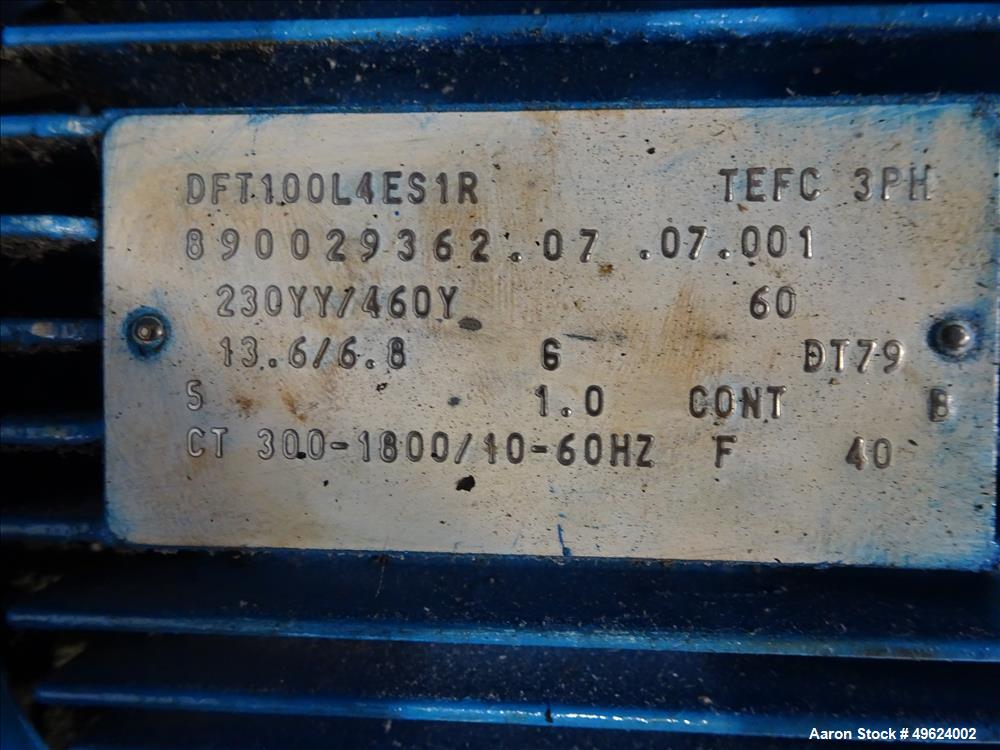 DFT100L4ES1R TEFC 3PH
890029362.07 .07.001
230YY/460Y 60
13.6/6.8 G DT79
5 1.0 CONT B
CT 300-1800/10-60HZ F 40
Aaron Stock # 49624002